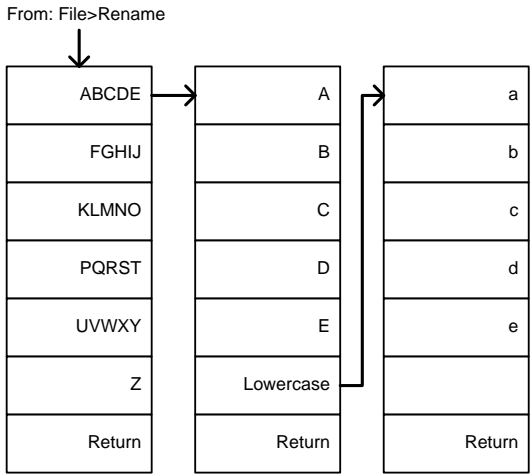 From: File>Rename
ABCDE
FGHIJ
KLMNO
PQRST
UVWXY
Z
Return
A
B
C
D
E
Lowercase
Return
a
b
c
d
e
Return